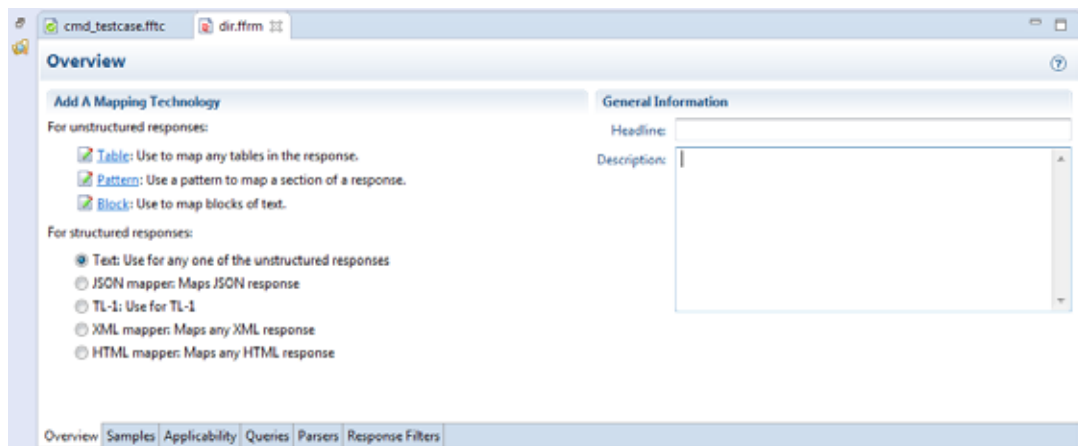 cmd_testcase.fftc dir.ffrm
Overview
Add A Mapping Technology
For unstructured responses:
Table: Use to map any tables in the response.
Pattern: Use a pattern to map a section of a response.
Block: Use to map blocks of text.
For structured responses:
Text: Use for any one of the unstructured responses
JSON mapper: Maps JSON response
TL-1: Use for TL-1
XML mapper: Maps any XML response
HTML mapper: Maps any HTML response
General Information
Headline:
Description:
Overview Samples Applicability Queries Parsers Response Filters